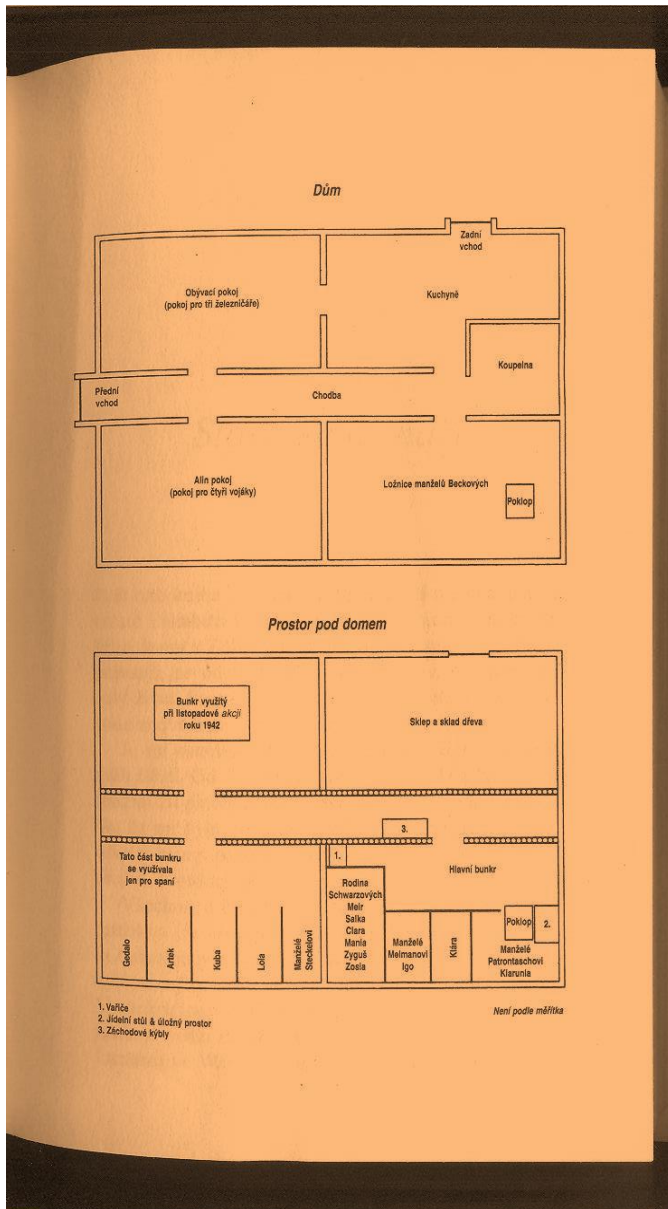 Dům
Zadní
vchod
Obývací pokoj
(pokoj pro tři železničáře)
Kuchyně
Koupelna
Přední
vchod
Chodba
Alin pokoj
(pokoj pro čtyři vojáky)
Ložnice manželů Beckových
Poklop
Prostor pod domem
Bunkr využitý
při listopadové akcji
roku 1942
Sklep a sklad dřeva
3.
Tato část bunkru
se využívala
jen pro spaní
1.
Hlavní bunkr
Rodina
Schwarzových
Meir
Salka
Clara
Mania
Zyguš
Zosia
Gedalo
Artek
Kuba
Lola
Manželé
Steckelovi
Manželé
Melmanovi
Igo
Klára
Poklop
2.
Manželé
Patrontaschovi
Klarunia
1. Vařiče
2. Jídelní stůl & úložný prostor
3. Záchodové kýbly
Není podle měřítka